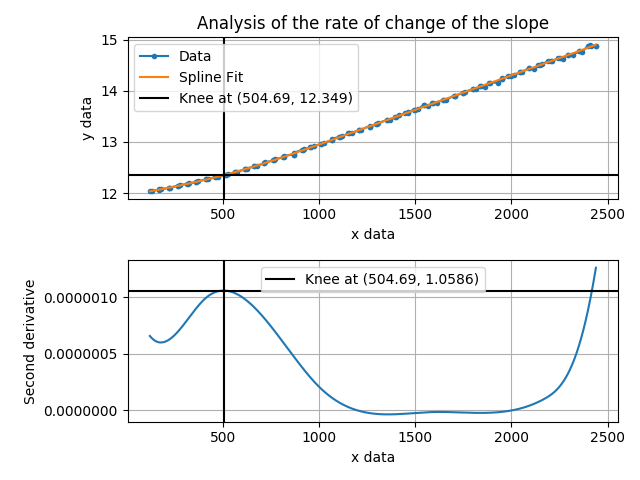 Analysis of the rate of change of the slope
15
14
13
12
y data
Data
Spline Fit
Knee at (504.69, 12.349)
500
1000
1500
2000
2500
x data
0.0000010
0.0000005
0.0000000
Second derivative
Knee at (504.69, 1.0586)
500
1000
1500
2000
2500
x data